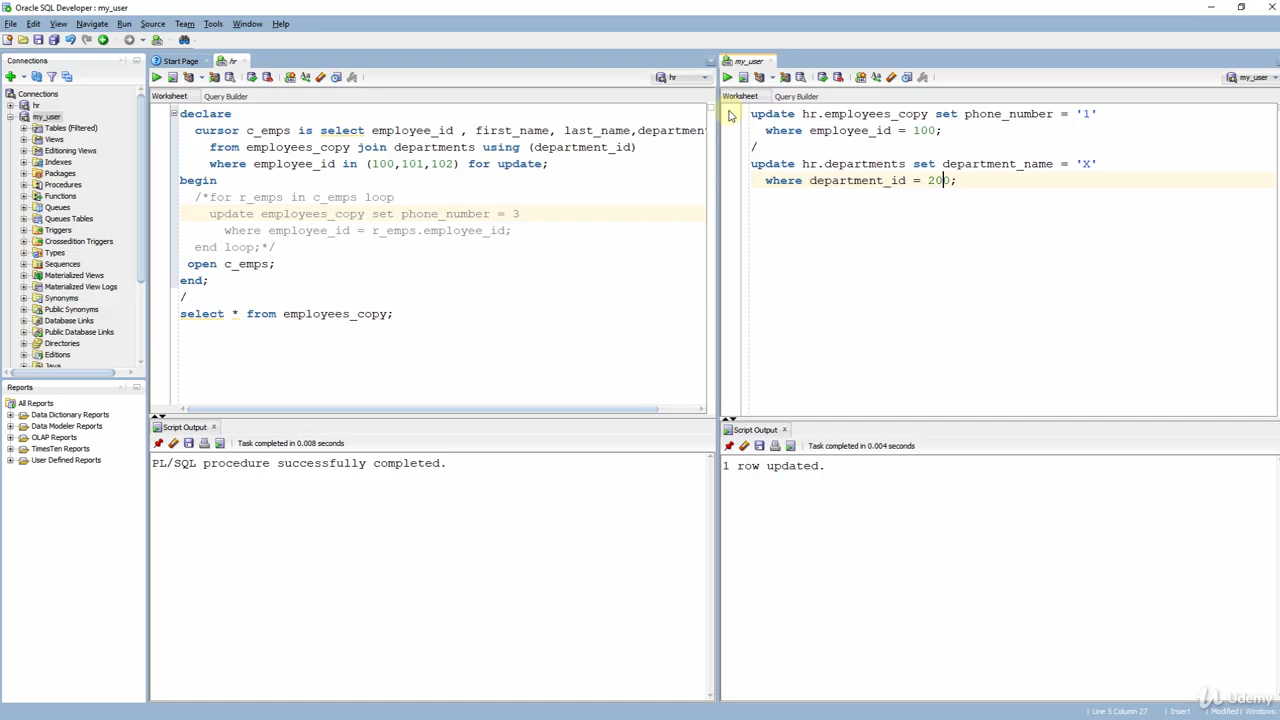 Oracle SQL Developer : my_user
File Edit View Navigate Run Source Team Tools Window Help
Connections
Connections
hr
my_user
Tables (Filtered)
Views
Editioning Views
Indexes
Packages
Procedures
Functions
Queues
Queues Tables
Triggers
Crossedition Triggers
Types
Sequences
Materialized Views
Materialized View Logs
Synonyms
Public Synonyms
Database Links
Public Database Links
Directories
Editions
Java
Reports
All Reports
Data Dictionary Reports
Data Modeler Reports
OLAP Reports
TimesTen Reports
User Defined Reports
Start Page hr
hr
Worksheet Query Builder
declare
cursor c_emps is select employee_id , first_name, last_name,department
from employees_copy join departments using (department_id)
where employee_id in (100,101,102) for update;
begin
/*for r_emps in c_emps loop
update employees_copy set phone_number = 3
where employee_id = r_emps.employee_id;
end loop;*/
open c_emps;
end;
/
select * from employees_copy;
Script Output
Task completed in 0.008 seconds
PL/SQL procedure successfully completed.
my_user
my_user
Worksheet Query Builder
update hr.employees_copy set phone_number = '1'
where employee_id = 100;
/
update hr.departments set department_name = 'X'
where department_id = 200;
Script Output
Task completed in 0.004 seconds
1 row updated.
Udemy
Line 5 Column 27 Insert Modified Windows: